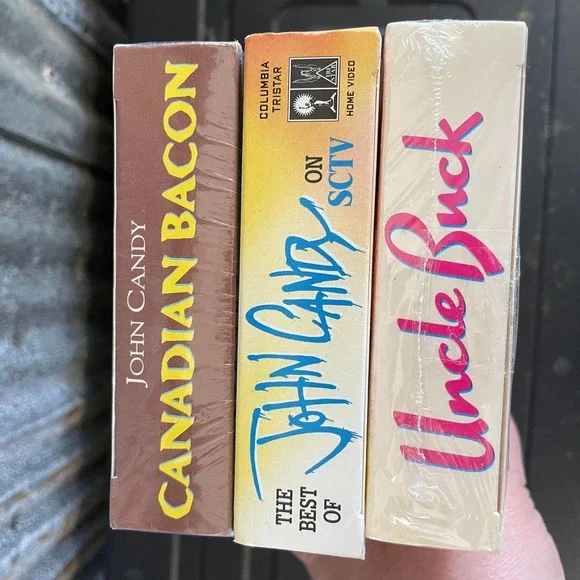 JOHN CANDY
CANADIAN BACON
THE
BEST
OF
JOHN CANDY
ON
SCTV
COLUMBIA
TRISTAR
HOME VIDEO
Uncle Buck